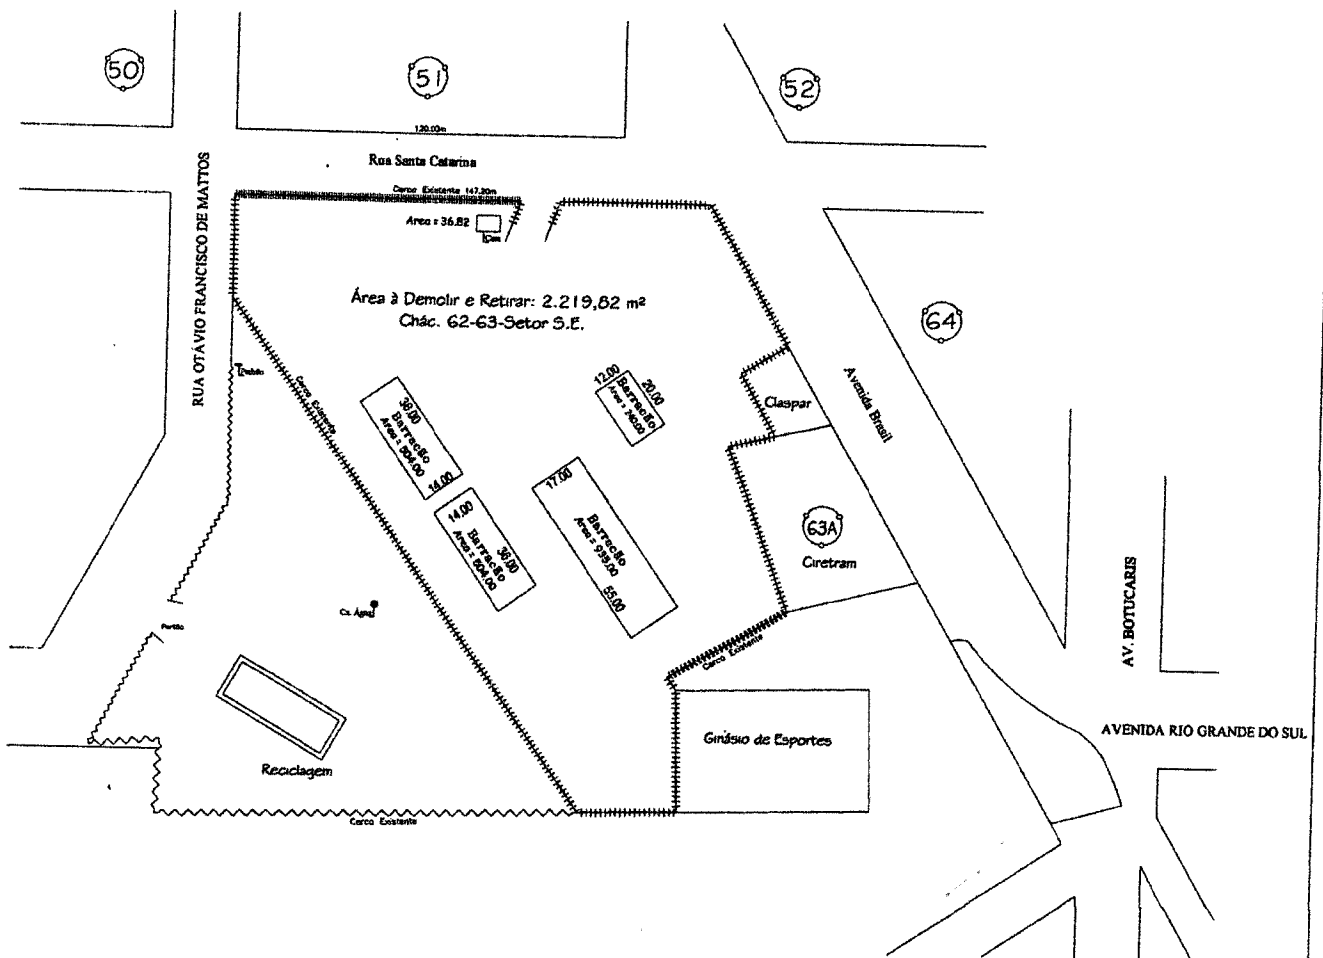 50
51
52
120.00m
Rua Santa Catarina
RUA OTÁVIO FRANCISCO DE MATTOS
Cerca Existente 147.20m
Area = 36.82
Área à Demolir e Retirar: 2.219,82 m²
Chác. 62-63-Setor S.E.
64
Cerca Existente
36.00
Barracão
Area = 504.00
14.00
12.00
20.00
Barracão
Area = 240.00
Claspar
Avenida Brasil
14.00
36.00
Barracão
Area = 504.00
17.00
Barracão
Area = 935.00
55.00
63A
Ciretram
Cx. Água
Portão
Cerca Existente
AV. BOTUCARIS
AVENIDA RIO GRANDE DO SUL
Ginásio de Esportes
Reciclagem
Cerca Existente